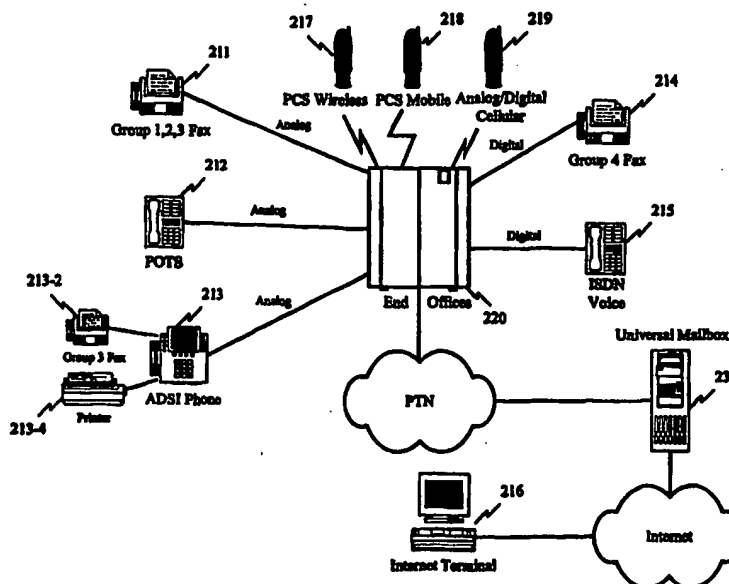 217
218
219
211
PCS Wireless
PCS Mobile
Analog/Digital
Cellular
214
Group 1,2,3 Fax
Analog
Digital
Group 4 Fax
212
Analog
Digital
215
POTS
ISDN
Voice
213-2
213
Analog
End
Offices
220
Universal Mailbox
Group 3 Fax
ADSI Phone
Printer
213-4
PTN
23
216
Internet
Internet Terminal